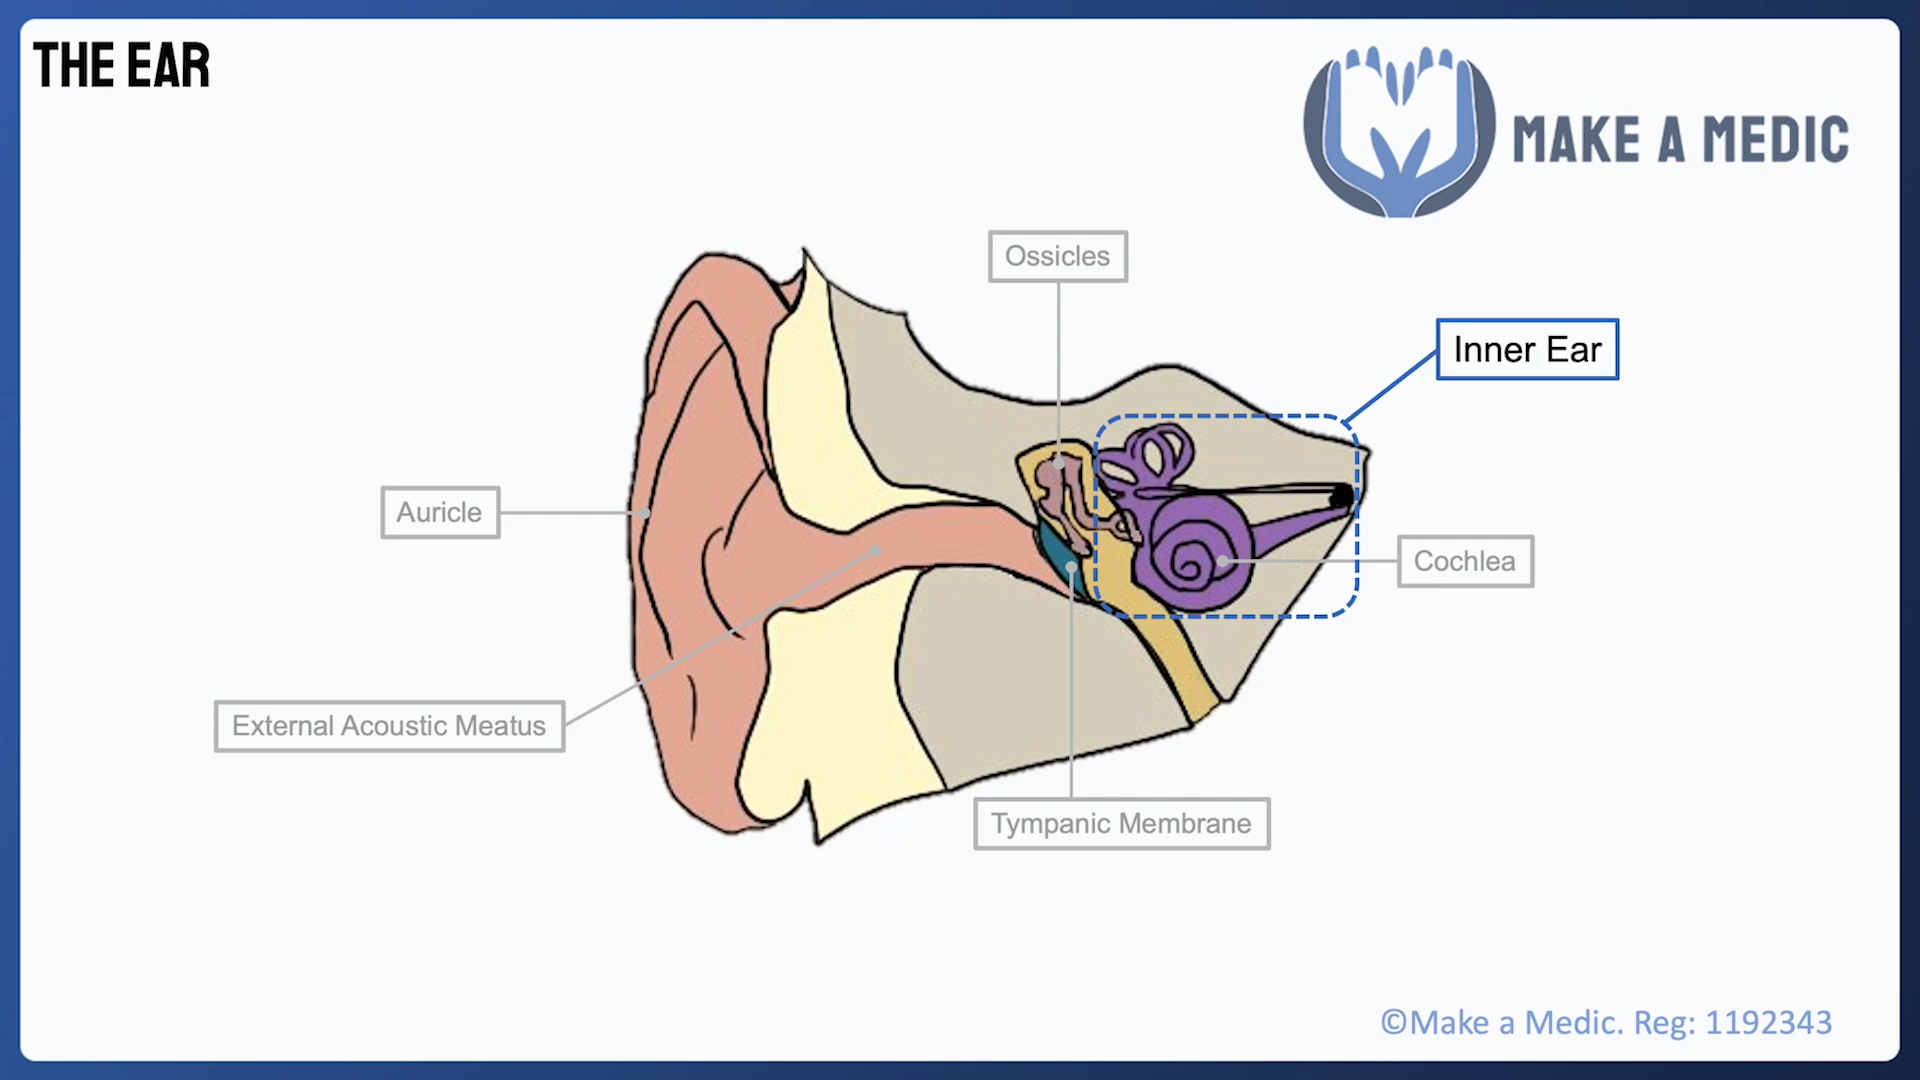 THE EAR
MAKE A MEDIC
Ossicles
Inner Ear
Auricle
Cochlea
External Acoustic Meatus
Tympanic Membrane
©Make a Medic. Reg: 1192343